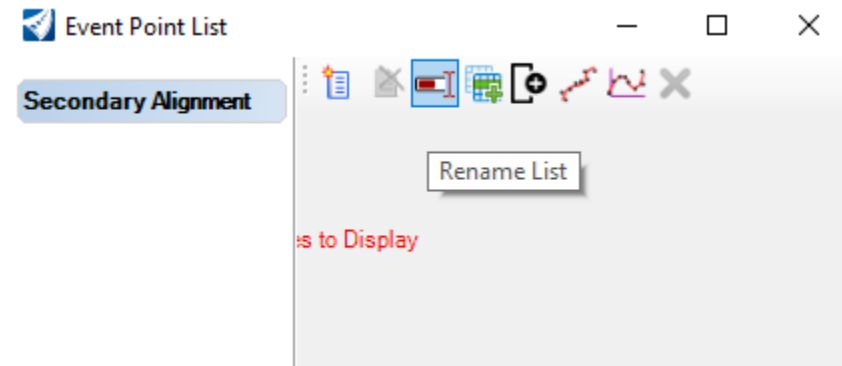 Event Point List
Secondary Alignment
Rename List
to Display